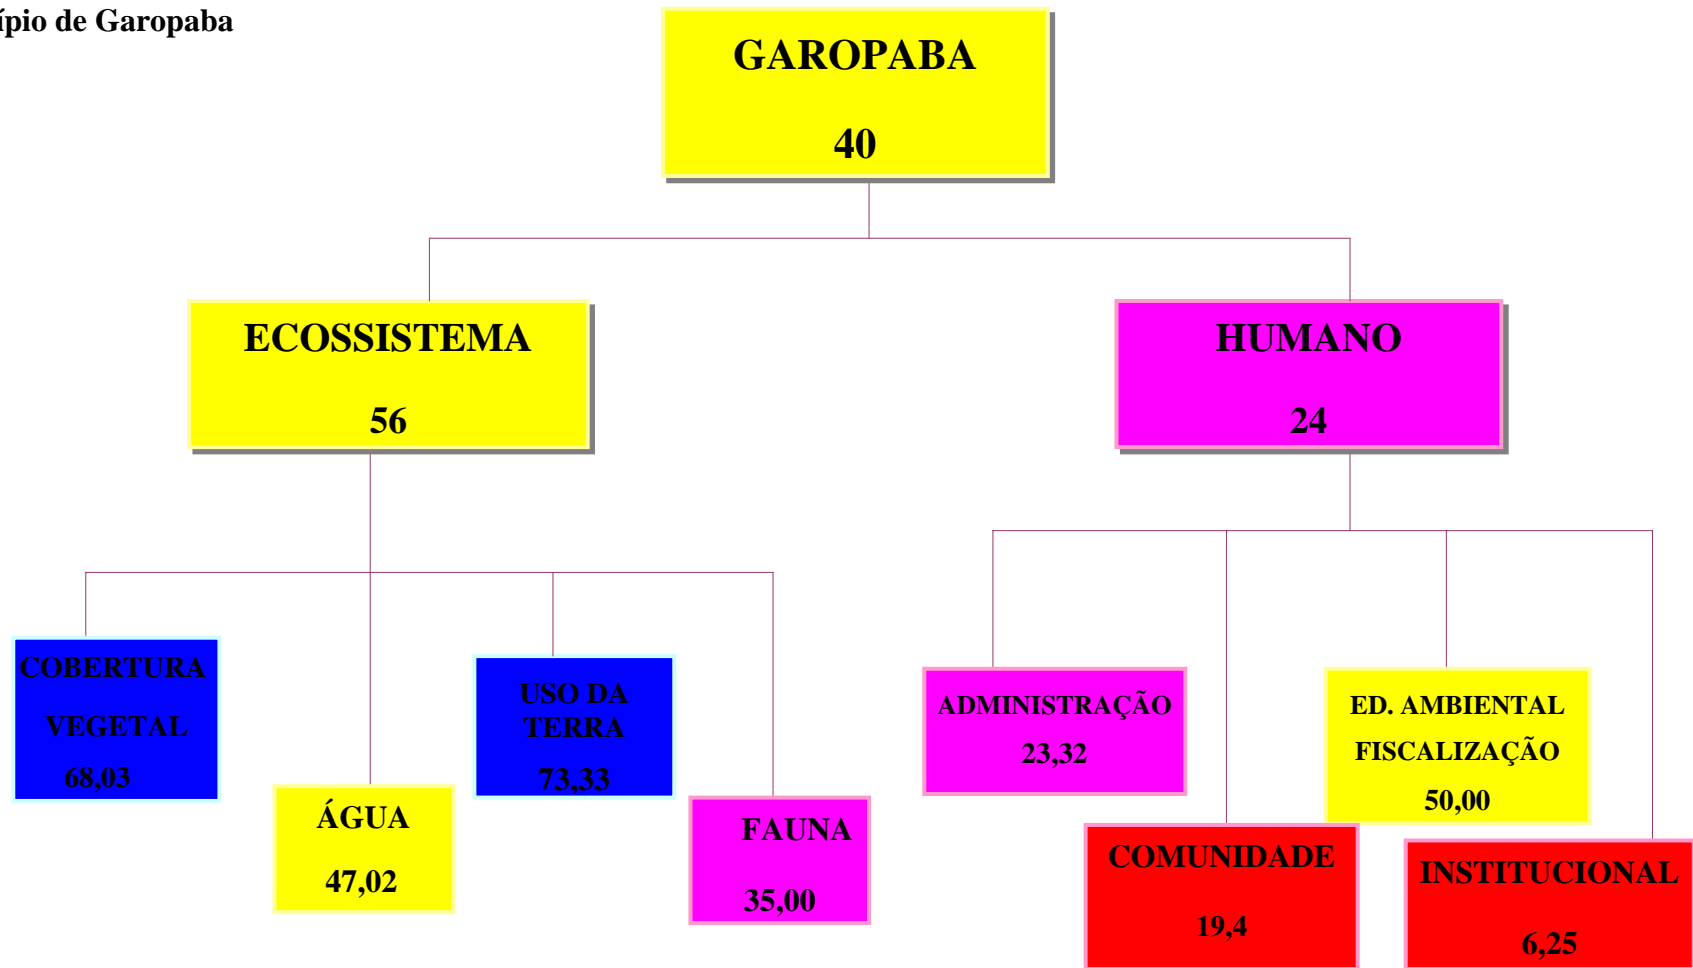 ípio de Garopaba
GAROPABA
40
ECOSSISTEMA
56
HUMANO
24
COBERTURA
VEGETAL
68,03
ÁGUA
47,02
USO DA
TERRA
73,33
FAUNA
35,00
ADMINISTRAÇÃO
23,32
COMUNIDADE
19,4
ED. AMBIENTAL
FISCALIZAÇÃO
50,00
INSTITUCIONAL
6,25